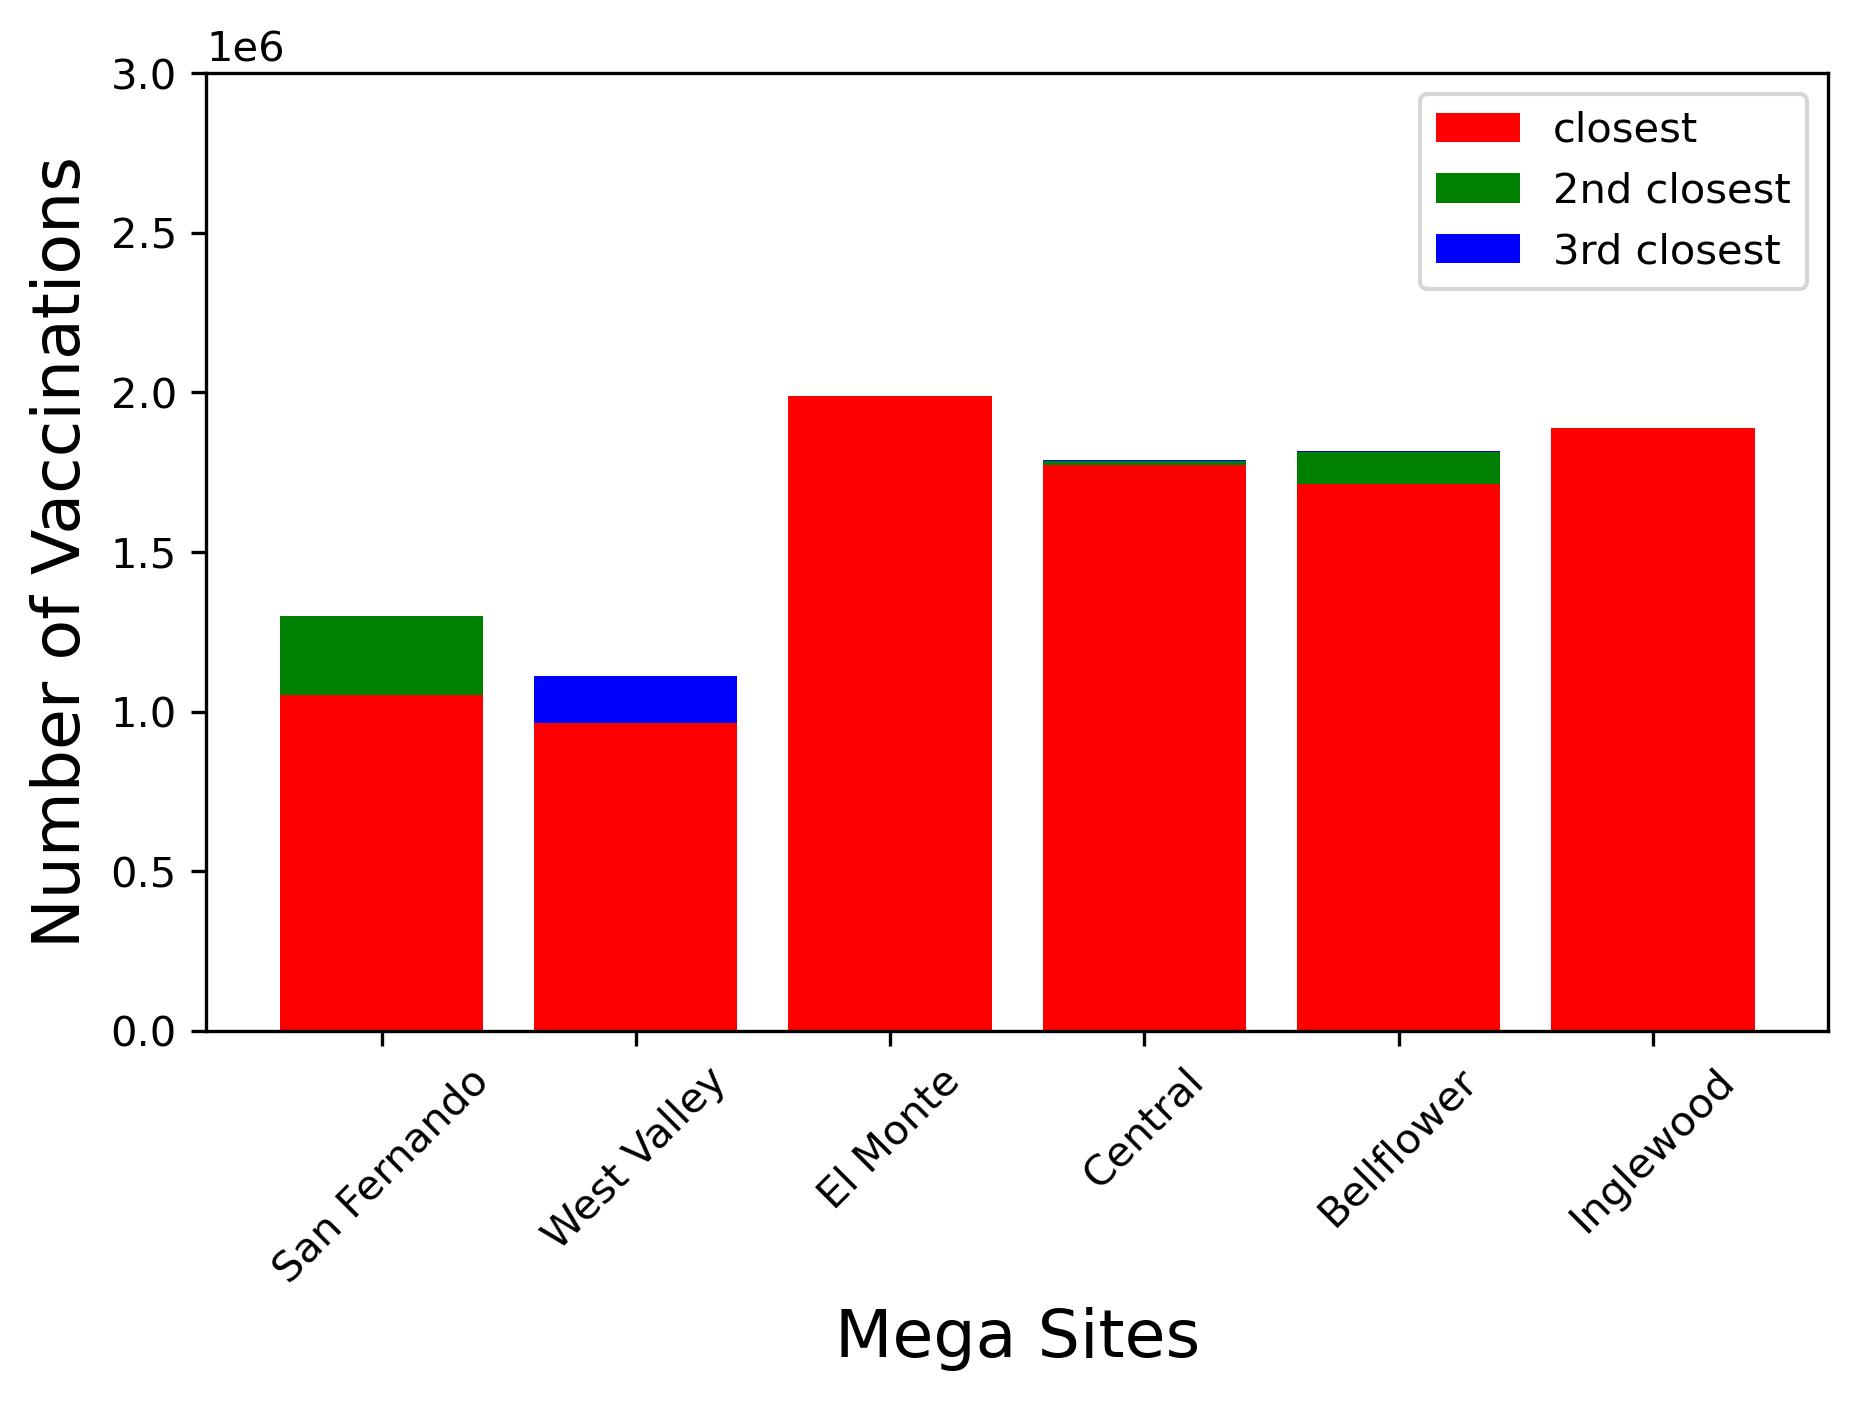 1e6
3.0
2.5
2.0
1.5
1.0
0.5
0.0
Number of Vaccinations
closest
2nd closest
3rd closest
San Fernando
West Valley
El Monte
Central
Bellflower
Inglewood
Mega Sites